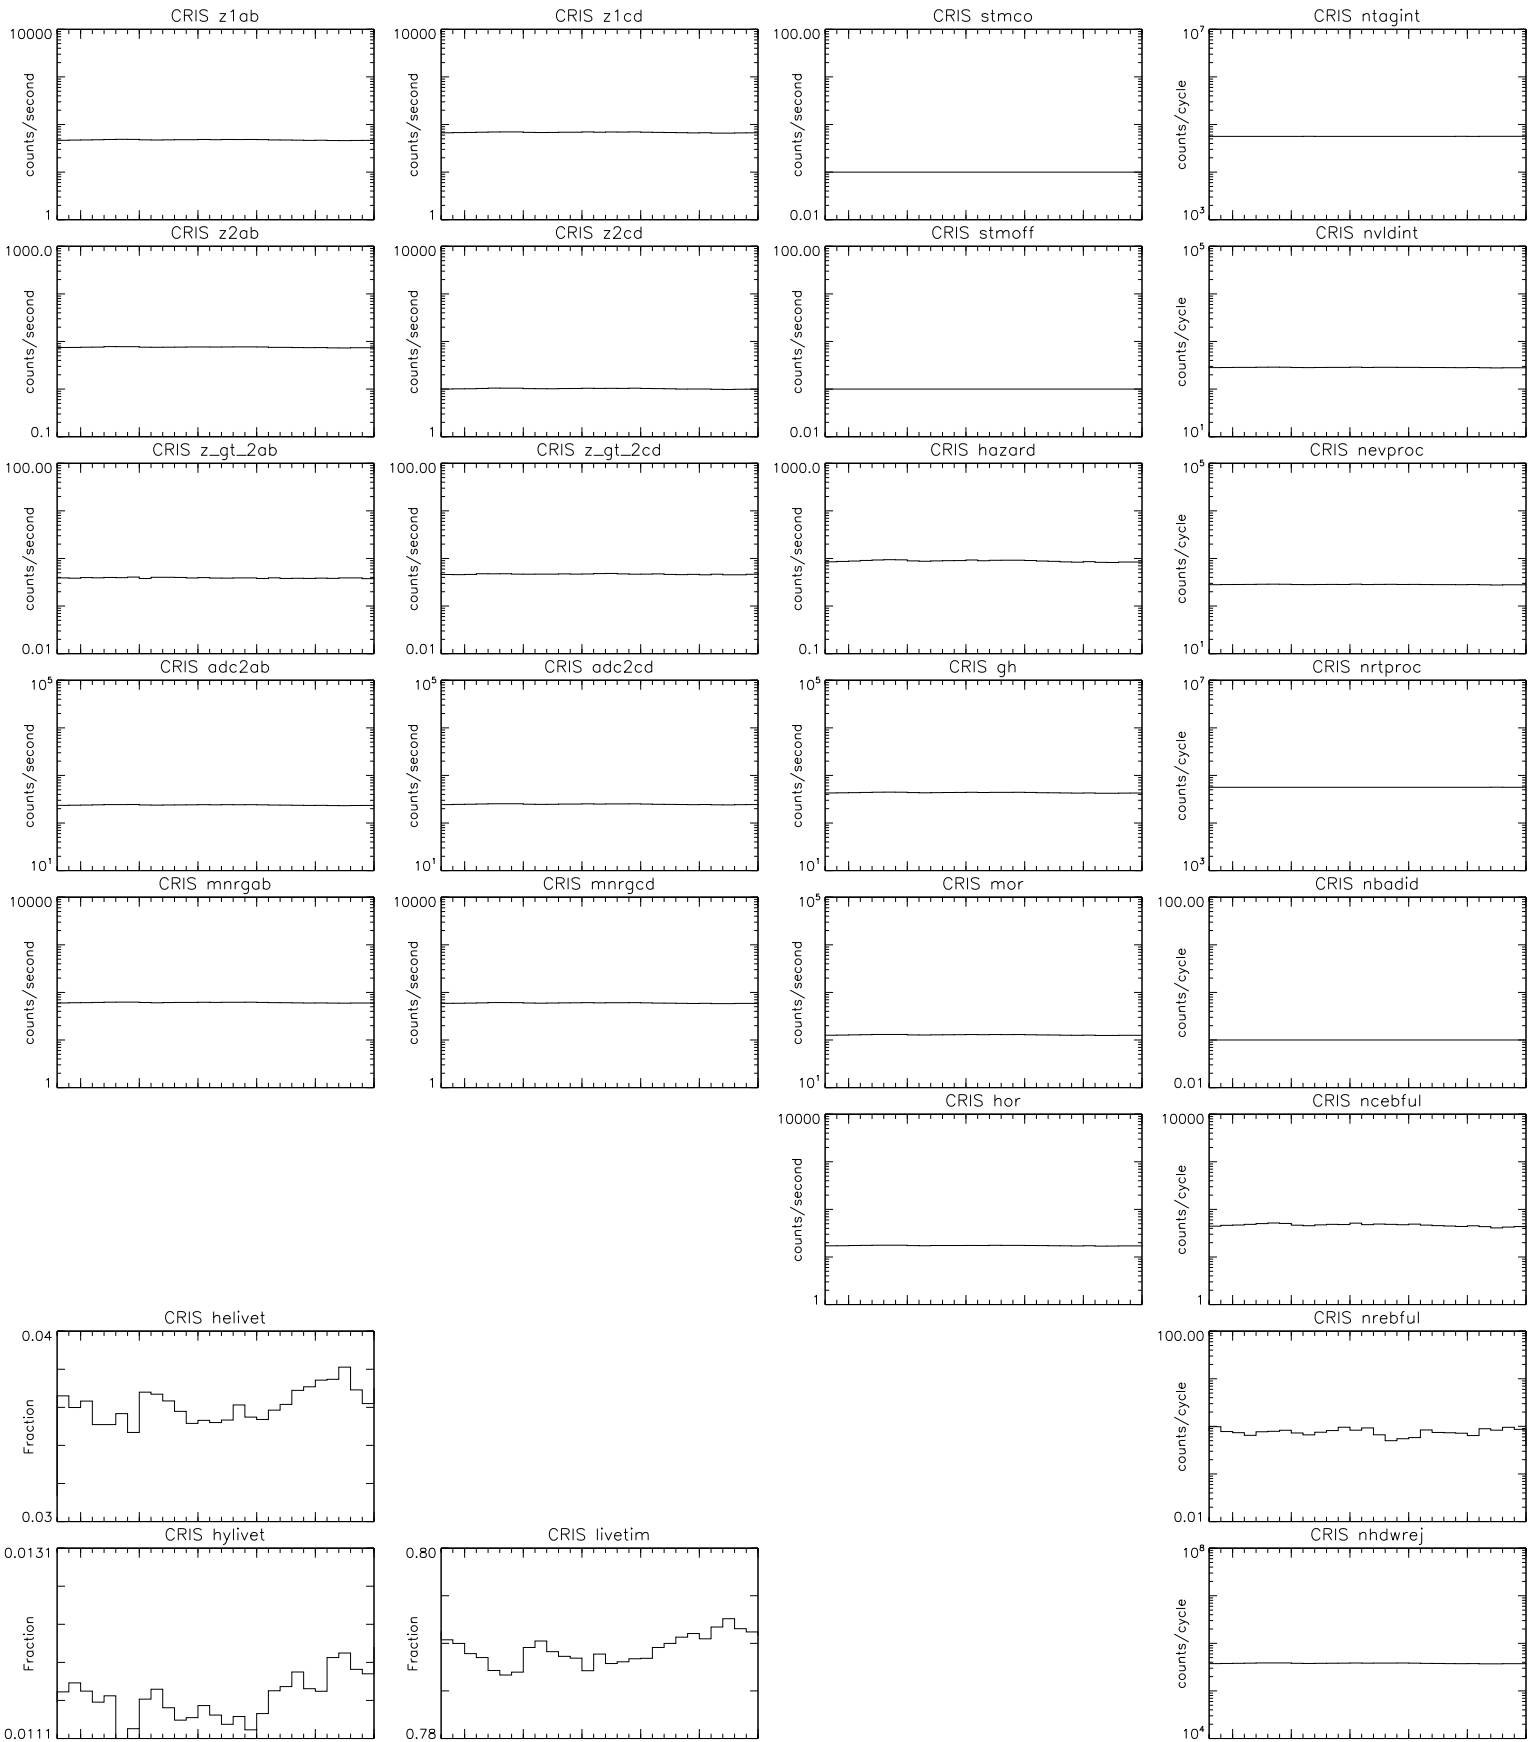 CRIS z1ab
10000
counts/second
1
CRIS z1cd
10000
counts/second
1
CRIS stmco
100.00
counts/second
0.01
CRIS ntagint
10⁷
counts/cycle
10³
CRIS z2ab
1000.0
counts/second
0.1
CRIS z2cd
10000
counts/second
1
CRIS stmoff
100.00
counts/second
0.01
CRIS nvldint
10⁵
counts/cycle
10¹
CRIS z_gt_2ab
100.00
counts/second
0.01
CRIS z_gt_2cd
100.00
counts/second
0.01
CRIS hazard
1000.0
counts/second
0.1
CRIS nevproc
10⁵
counts/cycle
10¹
CRIS adc2ab
10⁵
counts/second
10¹
CRIS adc2cd
10⁵
counts/second
10¹
CRIS gh
10⁵
counts/second
10¹
CRIS nrtproc
10⁷
counts/cycle
10³
CRIS mnrgab
10000
counts/second
1
CRIS mnrgcd
10000
counts/second
1
CRIS mor
10⁵
counts/second
10¹
CRIS nbadid
100.00
counts/cycle
0.01
CRIS hor
10000
counts/second
1
CRIS ncebful
10000
counts/cycle
1
CRIS helivet
0.04
Fraction
0.03
CRIS nrebful
100.00
counts/cycle
0.01
CRIS hylivet
0.0131
Fraction
0.0111
CRIS livetim
0.80
Fraction
0.78
CRIS nhdwrej
10⁸
counts/cycle
10⁴